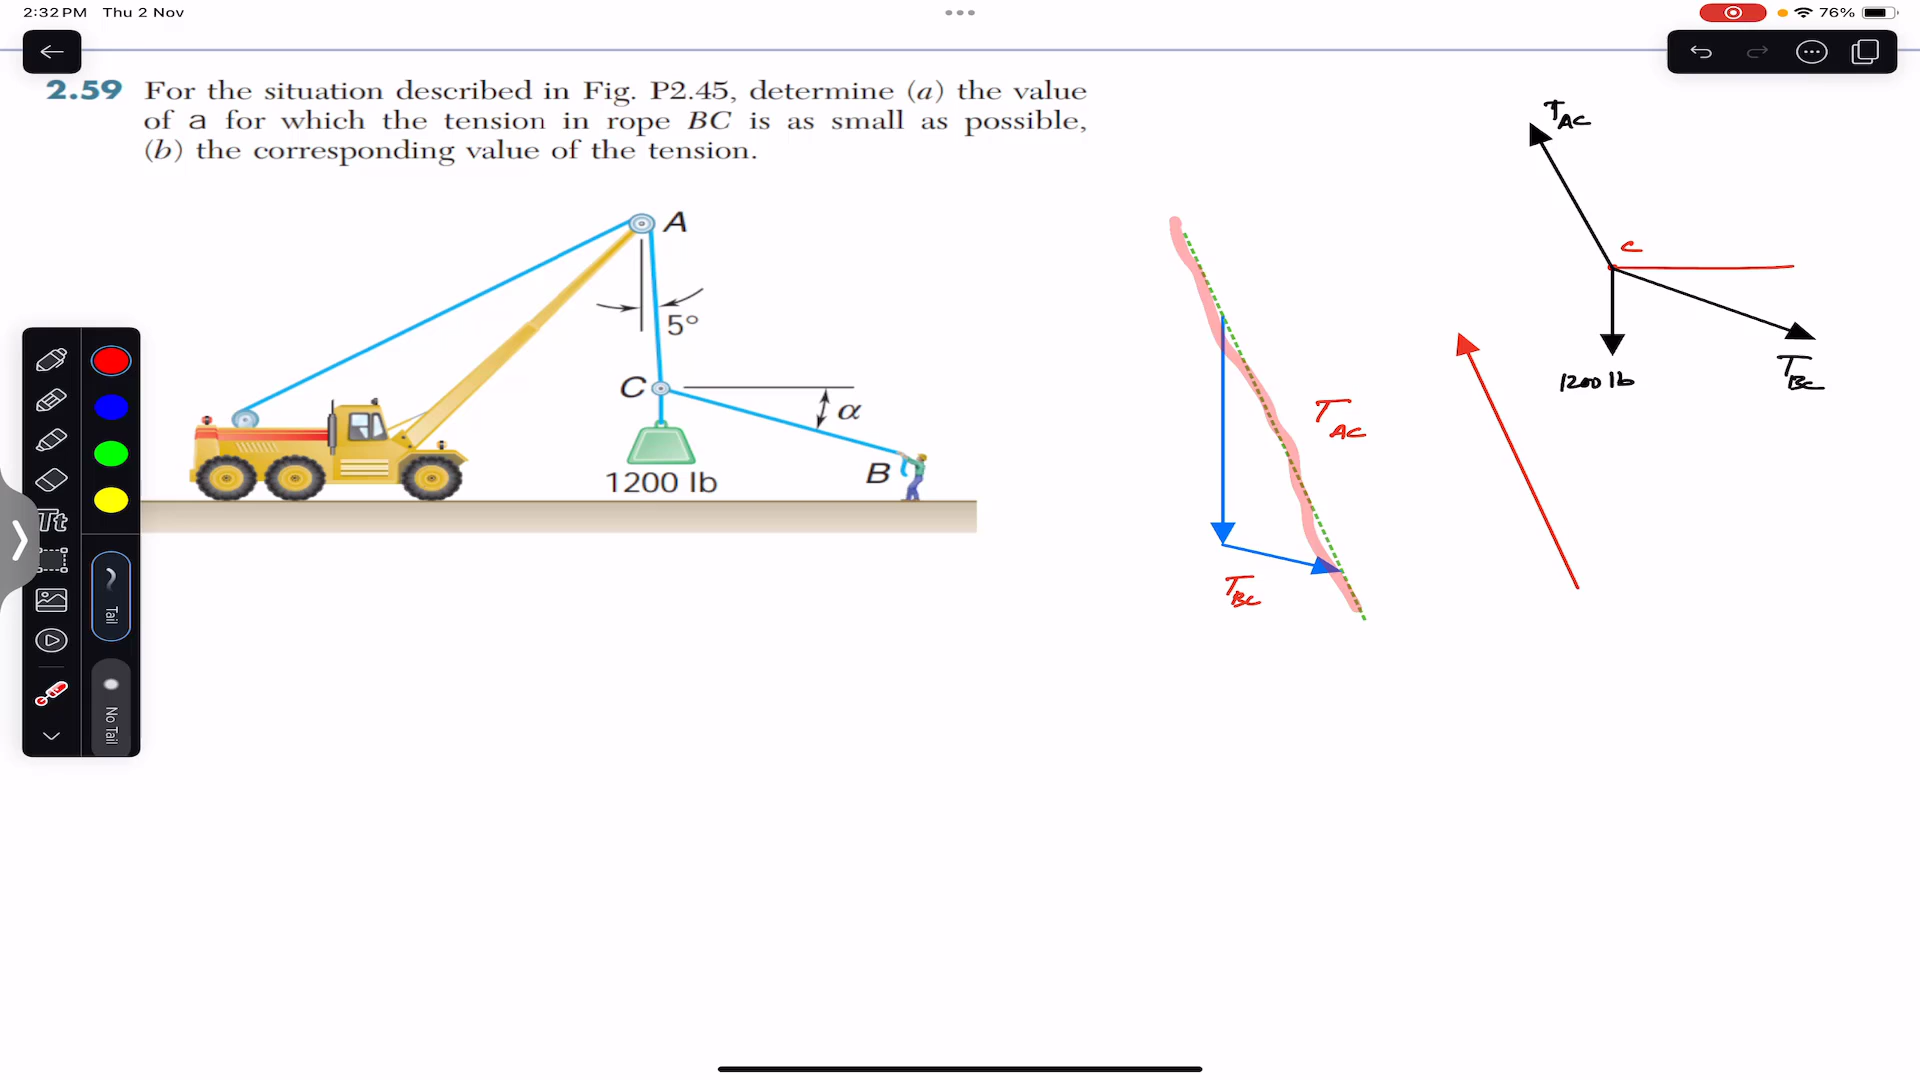 2:32 PM Thu 2 Nov
76%
2.59 For the situation described in Fig. P2.45, determine (a) the value
of a for which the tension in rope BC is as small as possible,
(b) the corresponding value of the tension.
A
5°
C
α
B
1200 lb
T_AC
C
1200 lb
T_BC
T_AC
T_BC
Tt
Tail
No Tail